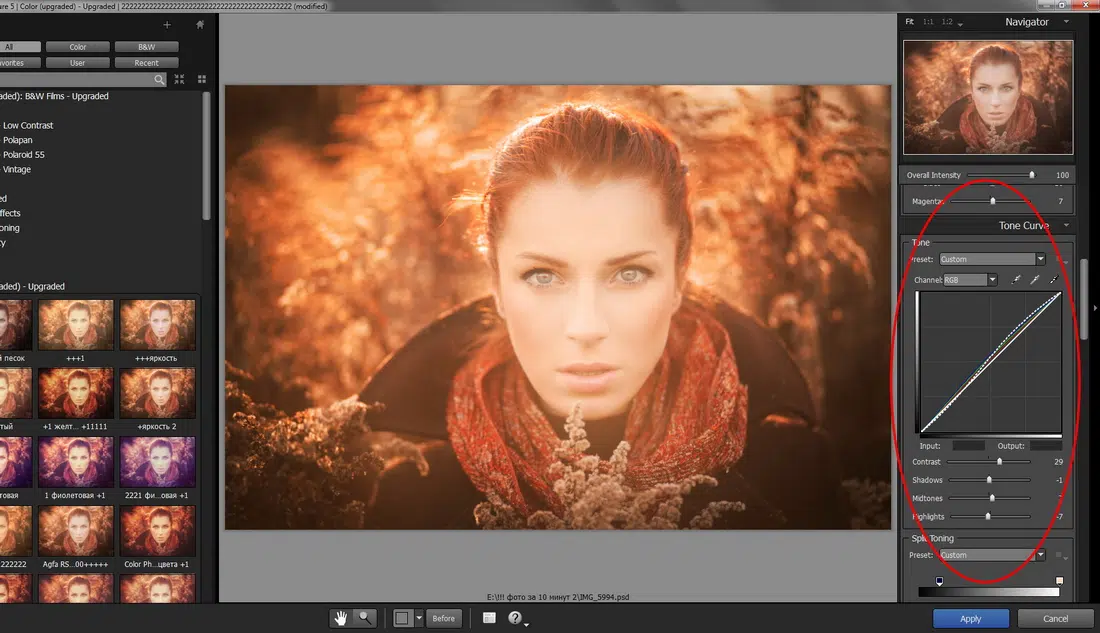 ure 5 | Color (upgraded) - Upgraded | 2222222222222222222222222222222222222222 (modified)
All Color B&W
avorites User Recent
aded): B&W Films - Upgraded
Low Contrast
Polapan
Polaroid 55
Vintage
ed
ffects
oning
y
aded) - Upgraded
й песок +++1 +++яркость
тый +1 желт... +11111 +яркость 2
товая 1 фиолетовая +1 2221 фи...овая +1
222222 Agfa RS...00+++++ Color Ph...цвета +1
E:\!!! фото за 10 минут 2\IMG_5994.psd
Before
Fit 1:1 1:2 Navigator
Overall Intensity 100
Magenta 7
Tone Curve
Tone
Preset: Custom
Channel: RGB
Input: Output:
Contrast 29
Shadows -1
Midtones
Highlights -7
Split Toning
Preset: Custom
Apply Cancel